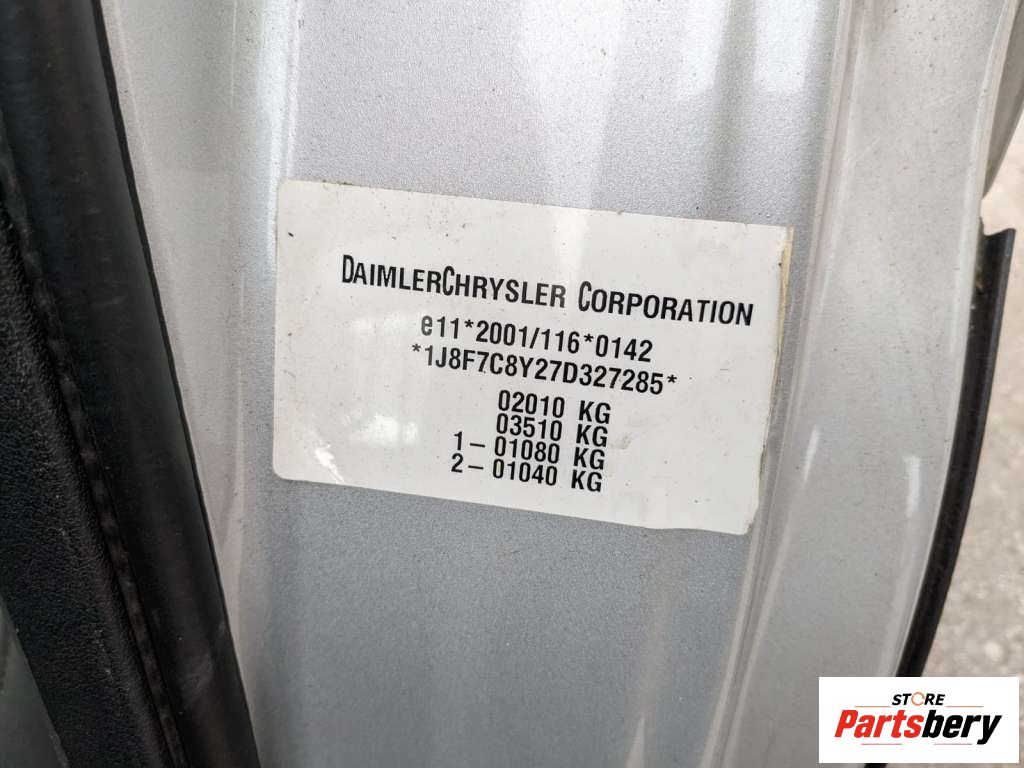 DAIMLERCHRYSLER CORPORATION
e11*2001/116*0142
*1J8F7C8Y27D327285*
02010 KG
03510 KG
1–01080 KG
2–01040 KG
STORE
Partsbery